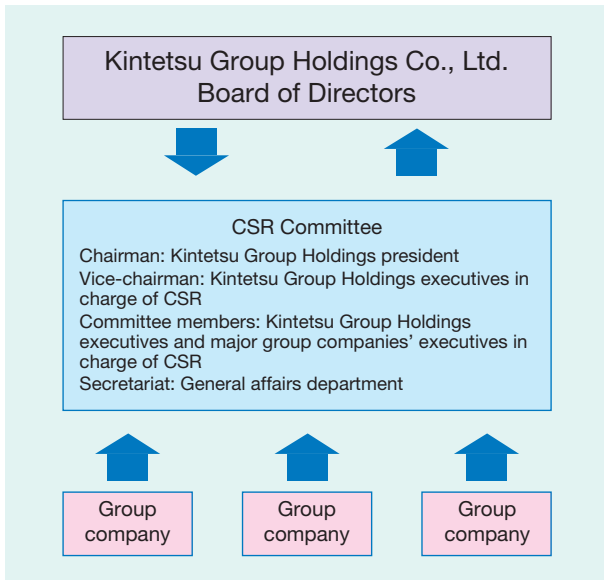 Kintetsu Group Holdings Co., Ltd.
Board of Directors
CSR Committee
Chairman: Kintetsu Group Holdings president
Vice-chairman: Kintetsu Group Holdings executives in
charge of CSR
Committee members: Kintetsu Group Holdings
executives and major group companies’ executives in
charge of CSR
Secretariat: General affairs department
Group
company
Group
company
Group
company